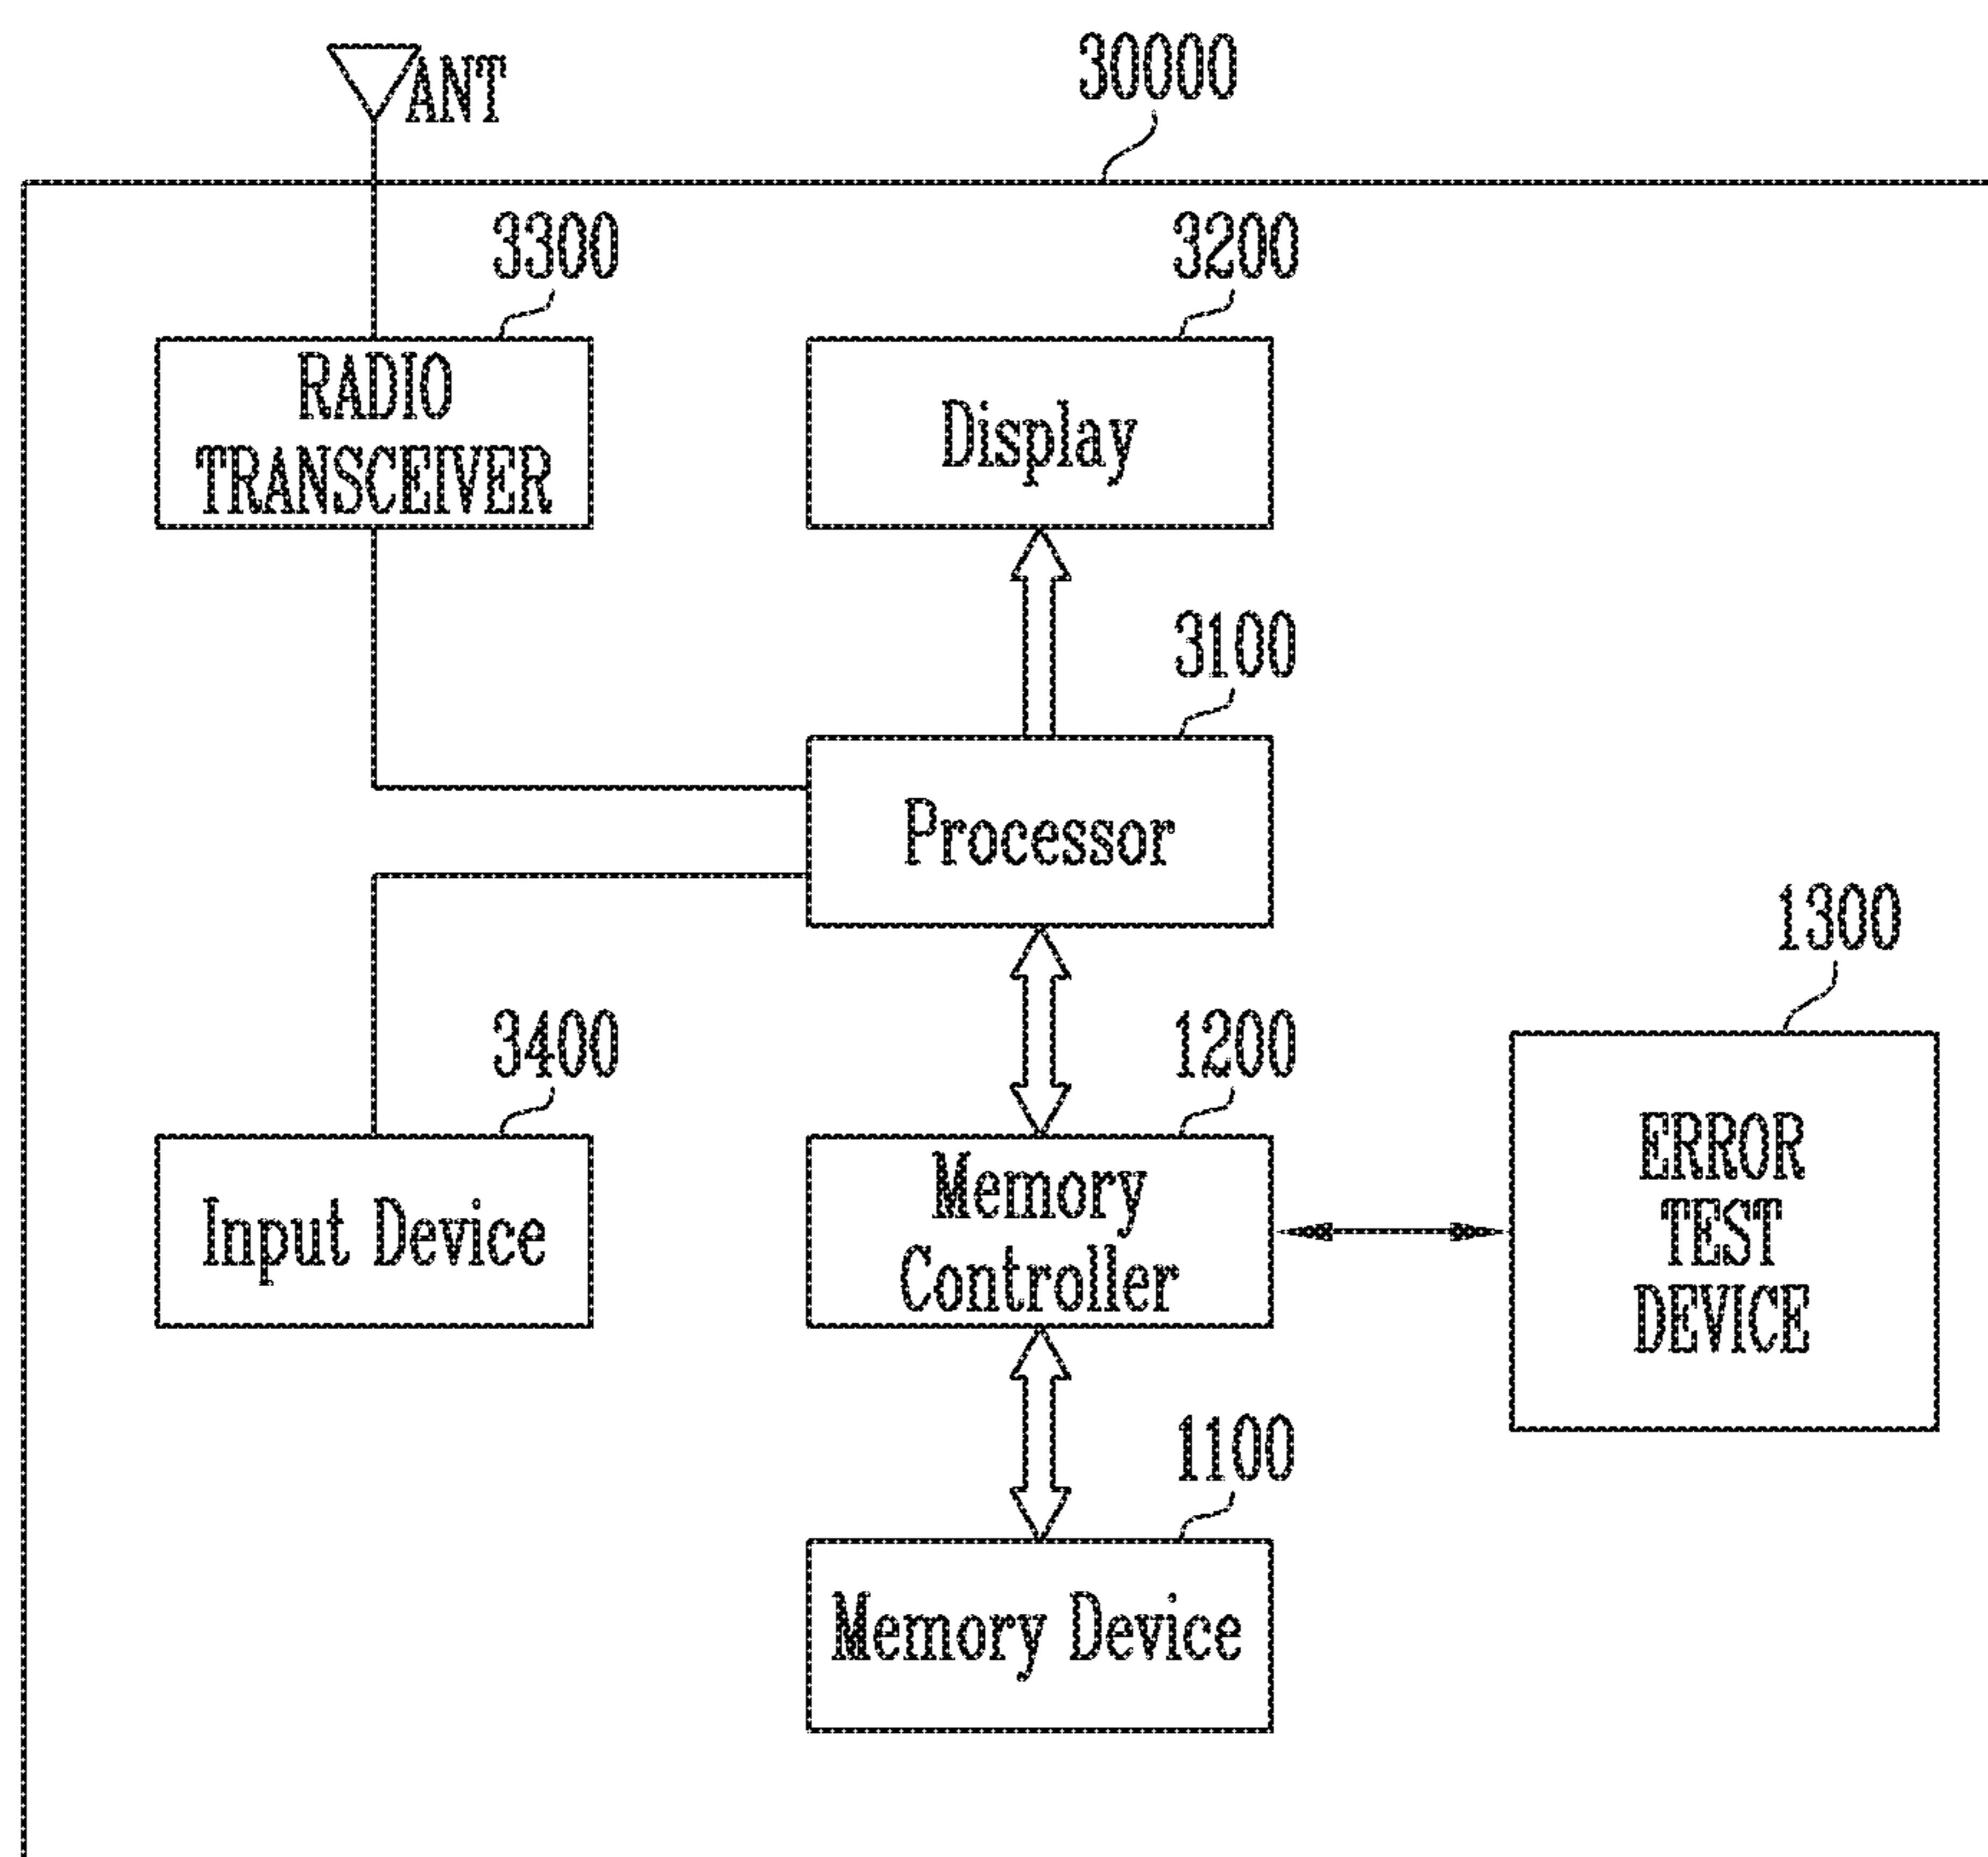 ANT
30000
3300
3200
RADIO
TRANSCEIVER
Display
3100
Processor
1300
3400
1200
Input Device
Memory
Controller
ERROR
TEST
DEVICE
1100
Memory Device